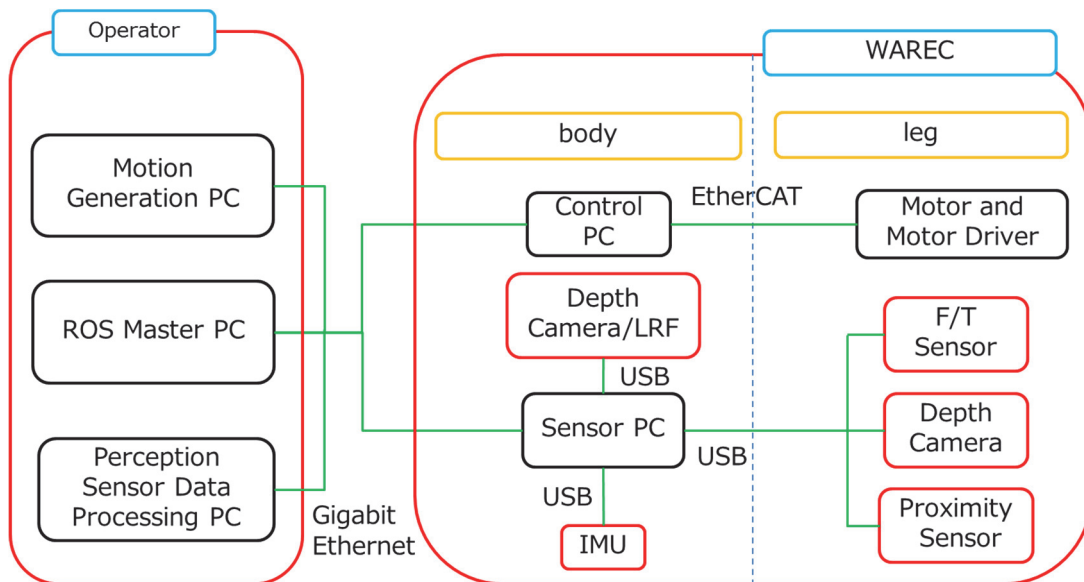 Operator
Motion
Generation PC
ROS Master PC
Perception
Sensor Data
Processing PC
Gigabit
Ethernet
WAREC
body
leg
Control
PC
EtherCAT
Motor and
Motor Driver
Depth
Camera/LRF
USB
Sensor PC
USB
USB
IMU
F/T
Sensor
Depth
Camera
Proximity
Sensor